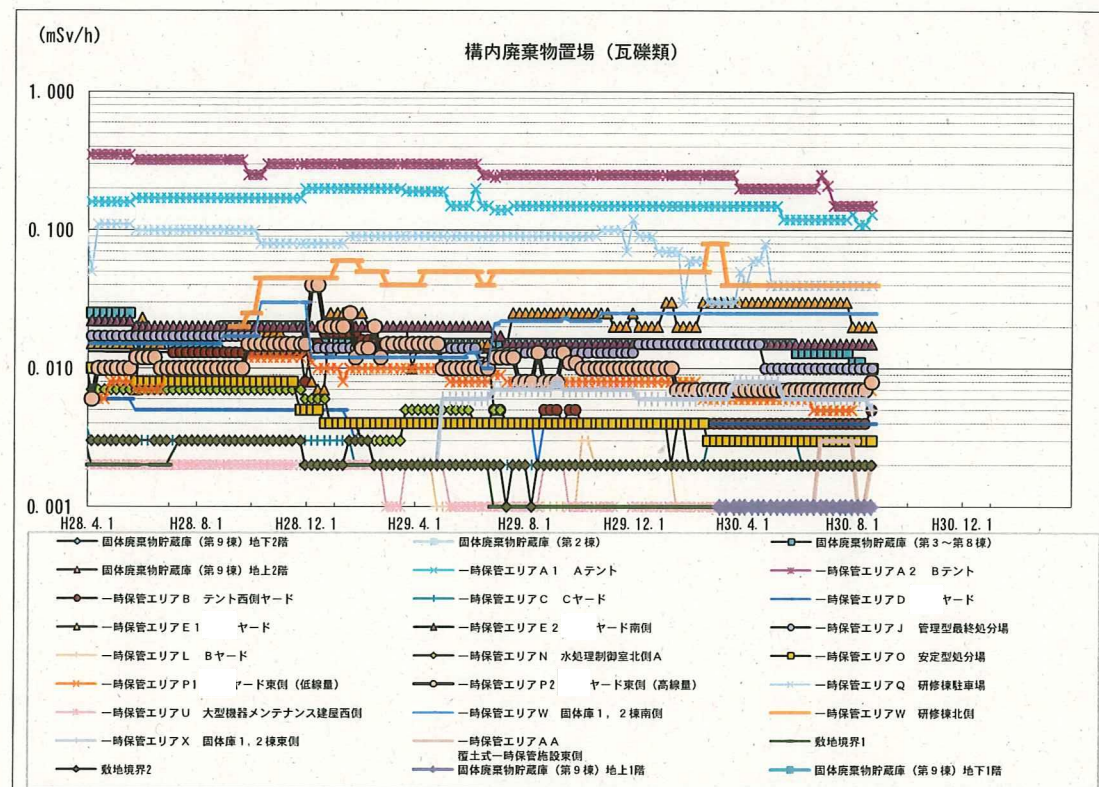 (mSv/h)
構内廃棄物置場（瓦礫類）
1.000
0.100
0.010
0.001
H28.4.1 H28.8.1 H28.12.1 H29.4.1 H29.8.1 H29.12.1 H30.4.1 H30.8.1 H30.12.1
固体廃棄物貯蔵庫（第9棟）地下2階 固体廃棄物貯蔵庫（第2棟） 固体廃棄物貯蔵庫（第3～第8棟）
固体廃棄物貯蔵庫（第9棟）地上2階 一時保管エリアA1 Aテント 一時保管エリアA2 Bテント
一時保管エリアB テント西側ヤード 一時保管エリアC Cヤード 一時保管エリアD ヤード
一時保管エリアE1 ヤード 一時保管エリアE2 ヤード南側 一時保管エリアJ 管理型最終処分場
一時保管エリアL Bヤード 一時保管エリアN 水処理制御室北側A 一時保管エリアO 安定型処分場
一時保管エリアP1 ヤード東側（低線量） 一時保管エリアP2 ヤード東側（高線量） 一時保管エリアQ 研修棟駐車場
一時保管エリアU 大型機器メンテナンス建屋西側 一時保管エリアW 固体庫1,2棟南側 一時保管エリアW 研修棟北側
一時保管エリアX 固体庫1,2棟東側 一時保管エリアAA 敷地境界1
覆土式一時保管施設東側
敷地境界2 固体廃棄物貯蔵庫（第9棟）地上1階 固体廃棄物貯蔵庫（第9棟）地下1階